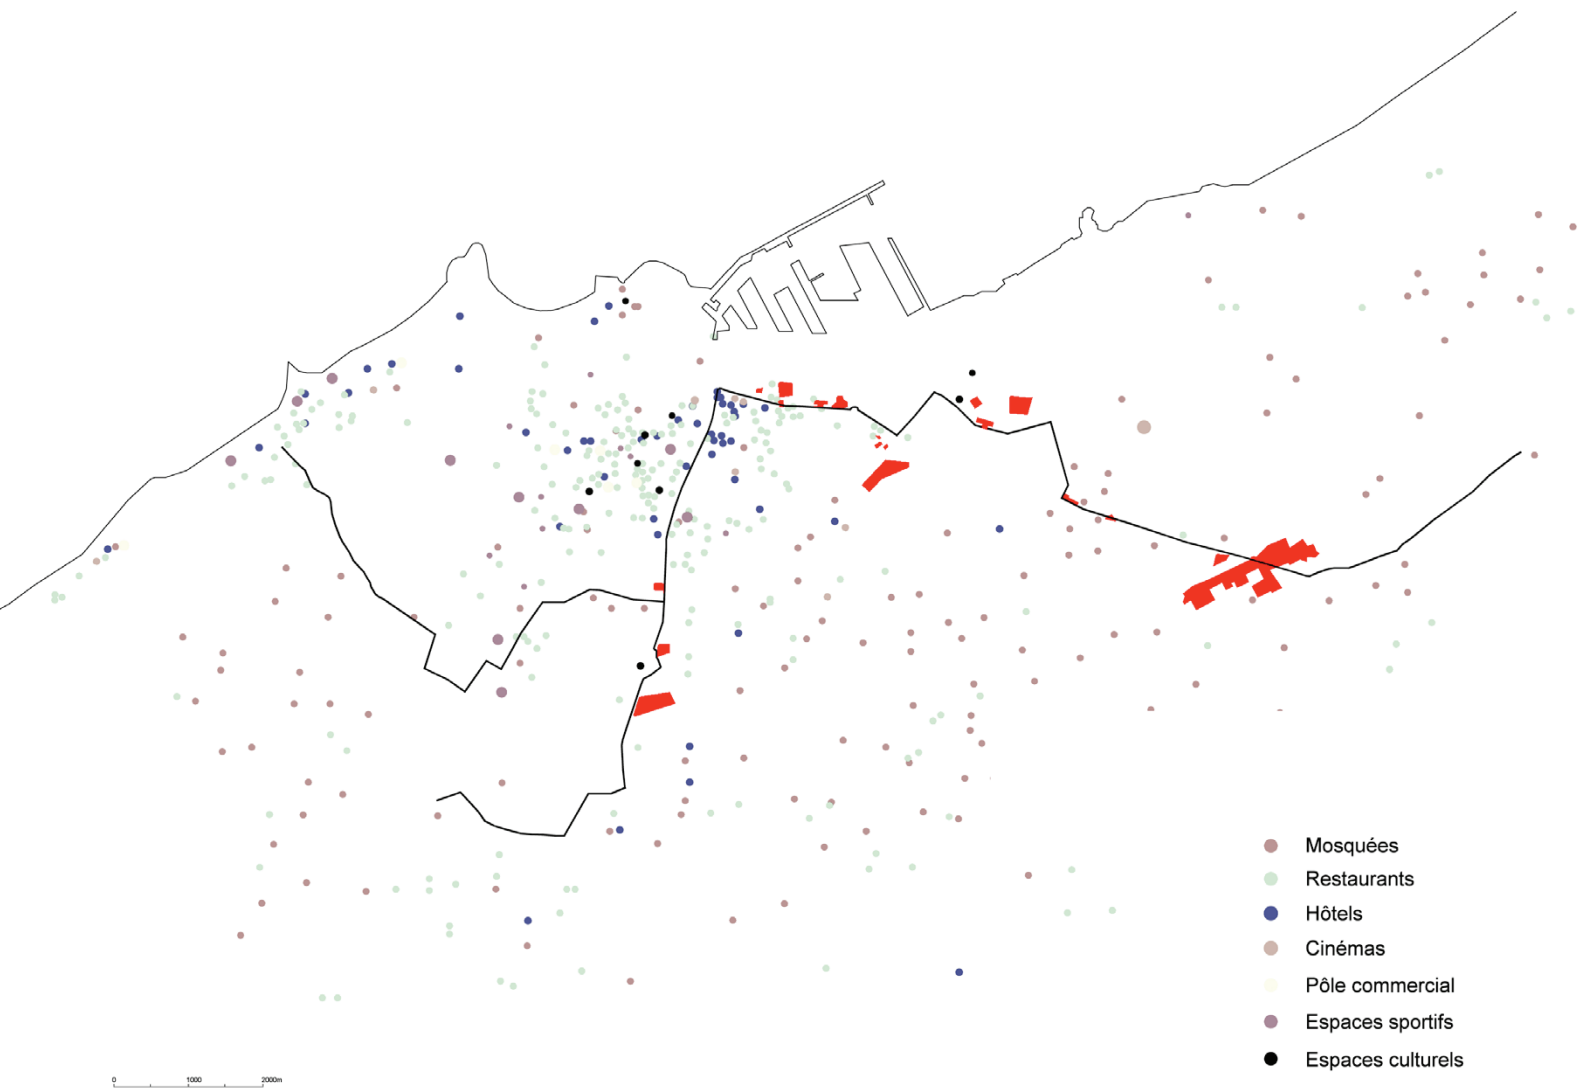 Mosquées
Restaurants
Hôtels
Cinémas
Pôle commercial
Espaces sportifs
Espaces culturels
0 1000 2000m